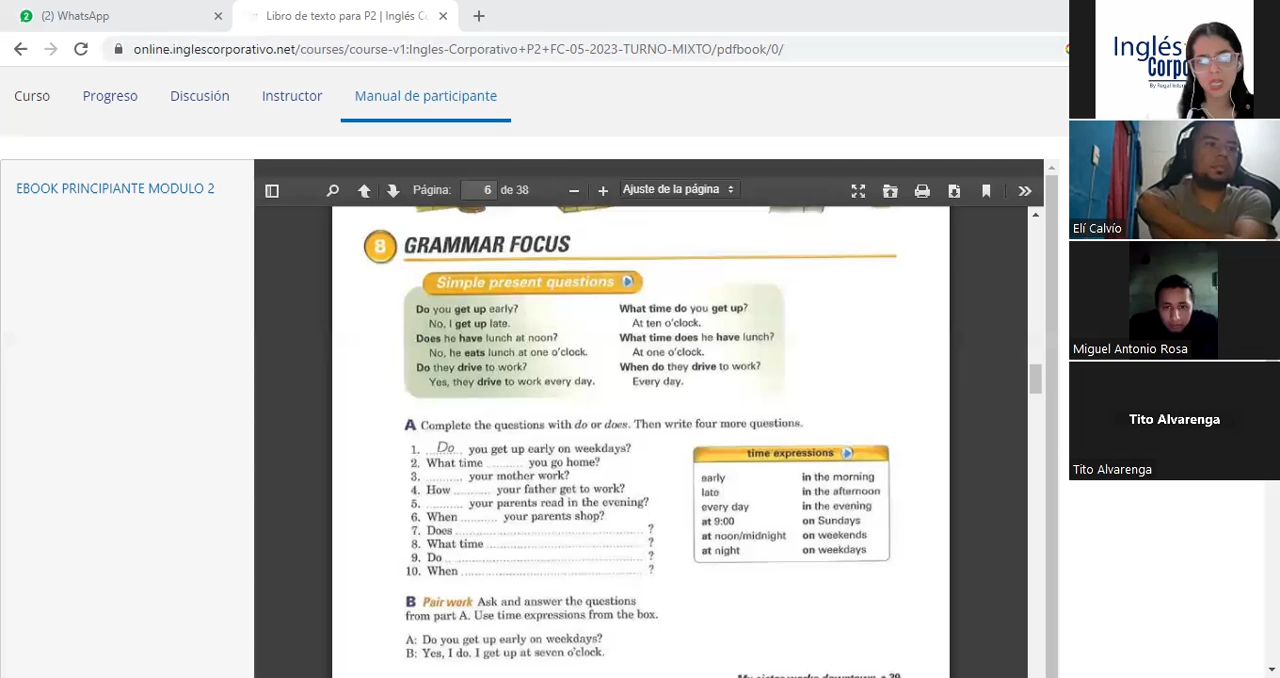 2 (2) WhatsApp
Libro de texto para P2 | Inglés C
online.inglescorporativo.net/courses/course-v1:Ingles-Corporativo+P2+FC-05-2023-TURNO-MIXTO/pdfbook/0/
Curso Progreso Discusión Instructor Manual de participante
EBOOK PRINCIPIANTE MODULO 2
Página: 6 de 38 Ajuste de la página
8 GRAMMAR FOCUS
Simple present questions
Do you get up early?
No, I get up late.
Does he have lunch at noon?
No, he eats lunch at one o'clock.
Do they drive to work?
Yes, they drive to work every day.
What time do you get up?
At ten o'clock.
What time does he have lunch?
At one o'clock.
When do they drive to work?
Every day.
A Complete the questions with do or does. Then write four more questions.
1. Do you get up early on weekdays?
2. What time .......... you go home?
3. .......... your mother work?
4. How .......... your father get to work?
5. .......... your parents read in the evening?
6. When .......... your parents shop?
7. Does .......... ?
8. What time .......... ?
9. Do .......... ?
10. When .......... ?
time expressions
early in the morning
late in the afternoon
every day in the evening
at 9:00 on Sundays
at noon/midnight on weekends
at night on weekdays
B Pair work Ask and answer the questions
from part A. Use time expressions from the box.
A: Do you get up early on weekdays?
B: Yes, I do. I get up at seven o'clock.
My sister works downtown • 39
Inglés
Corpo
Elí Calvío
Miguel Antonio Rosa
Tito Alvarenga
Tito Alvarenga